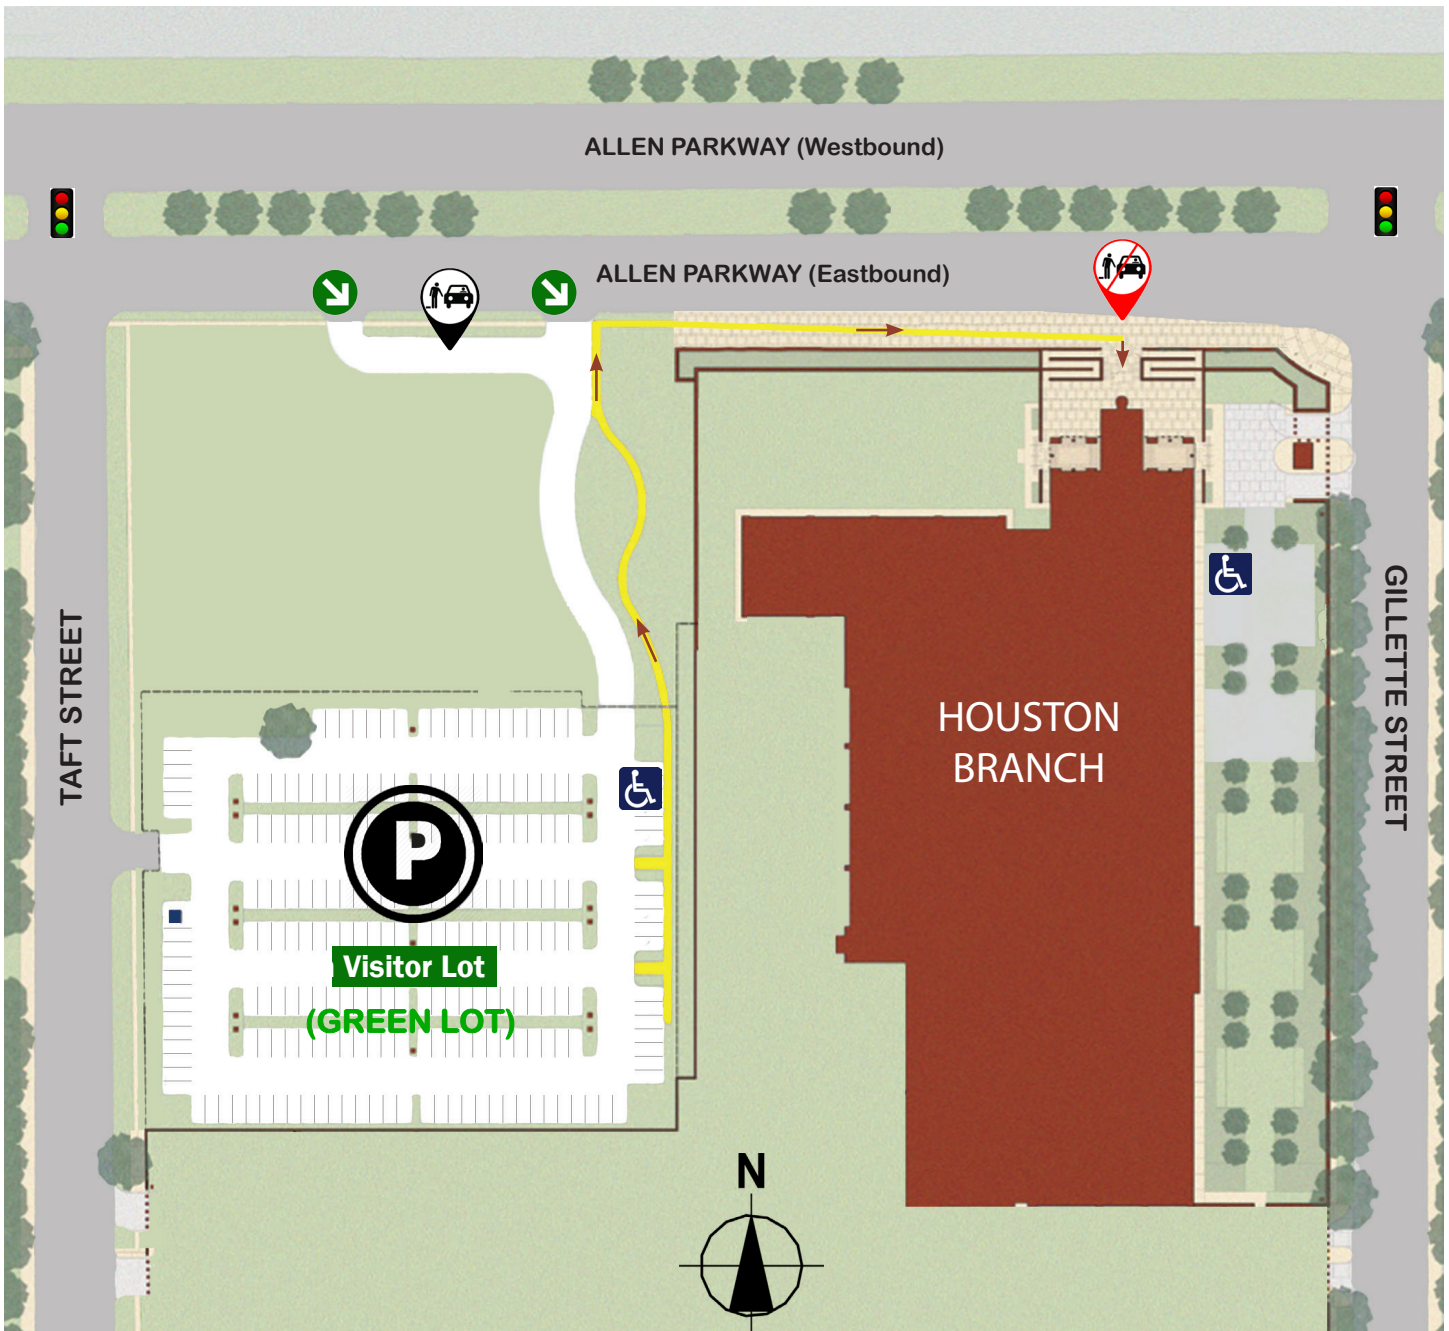 ALLEN PARKWAY (Westbound)
ALLEN PARKWAY (Eastbound)
TAFT STREET
GILLETTE STREET
HOUSTON
BRANCH
P
Visitor Lot
(GREEN LOT)
N